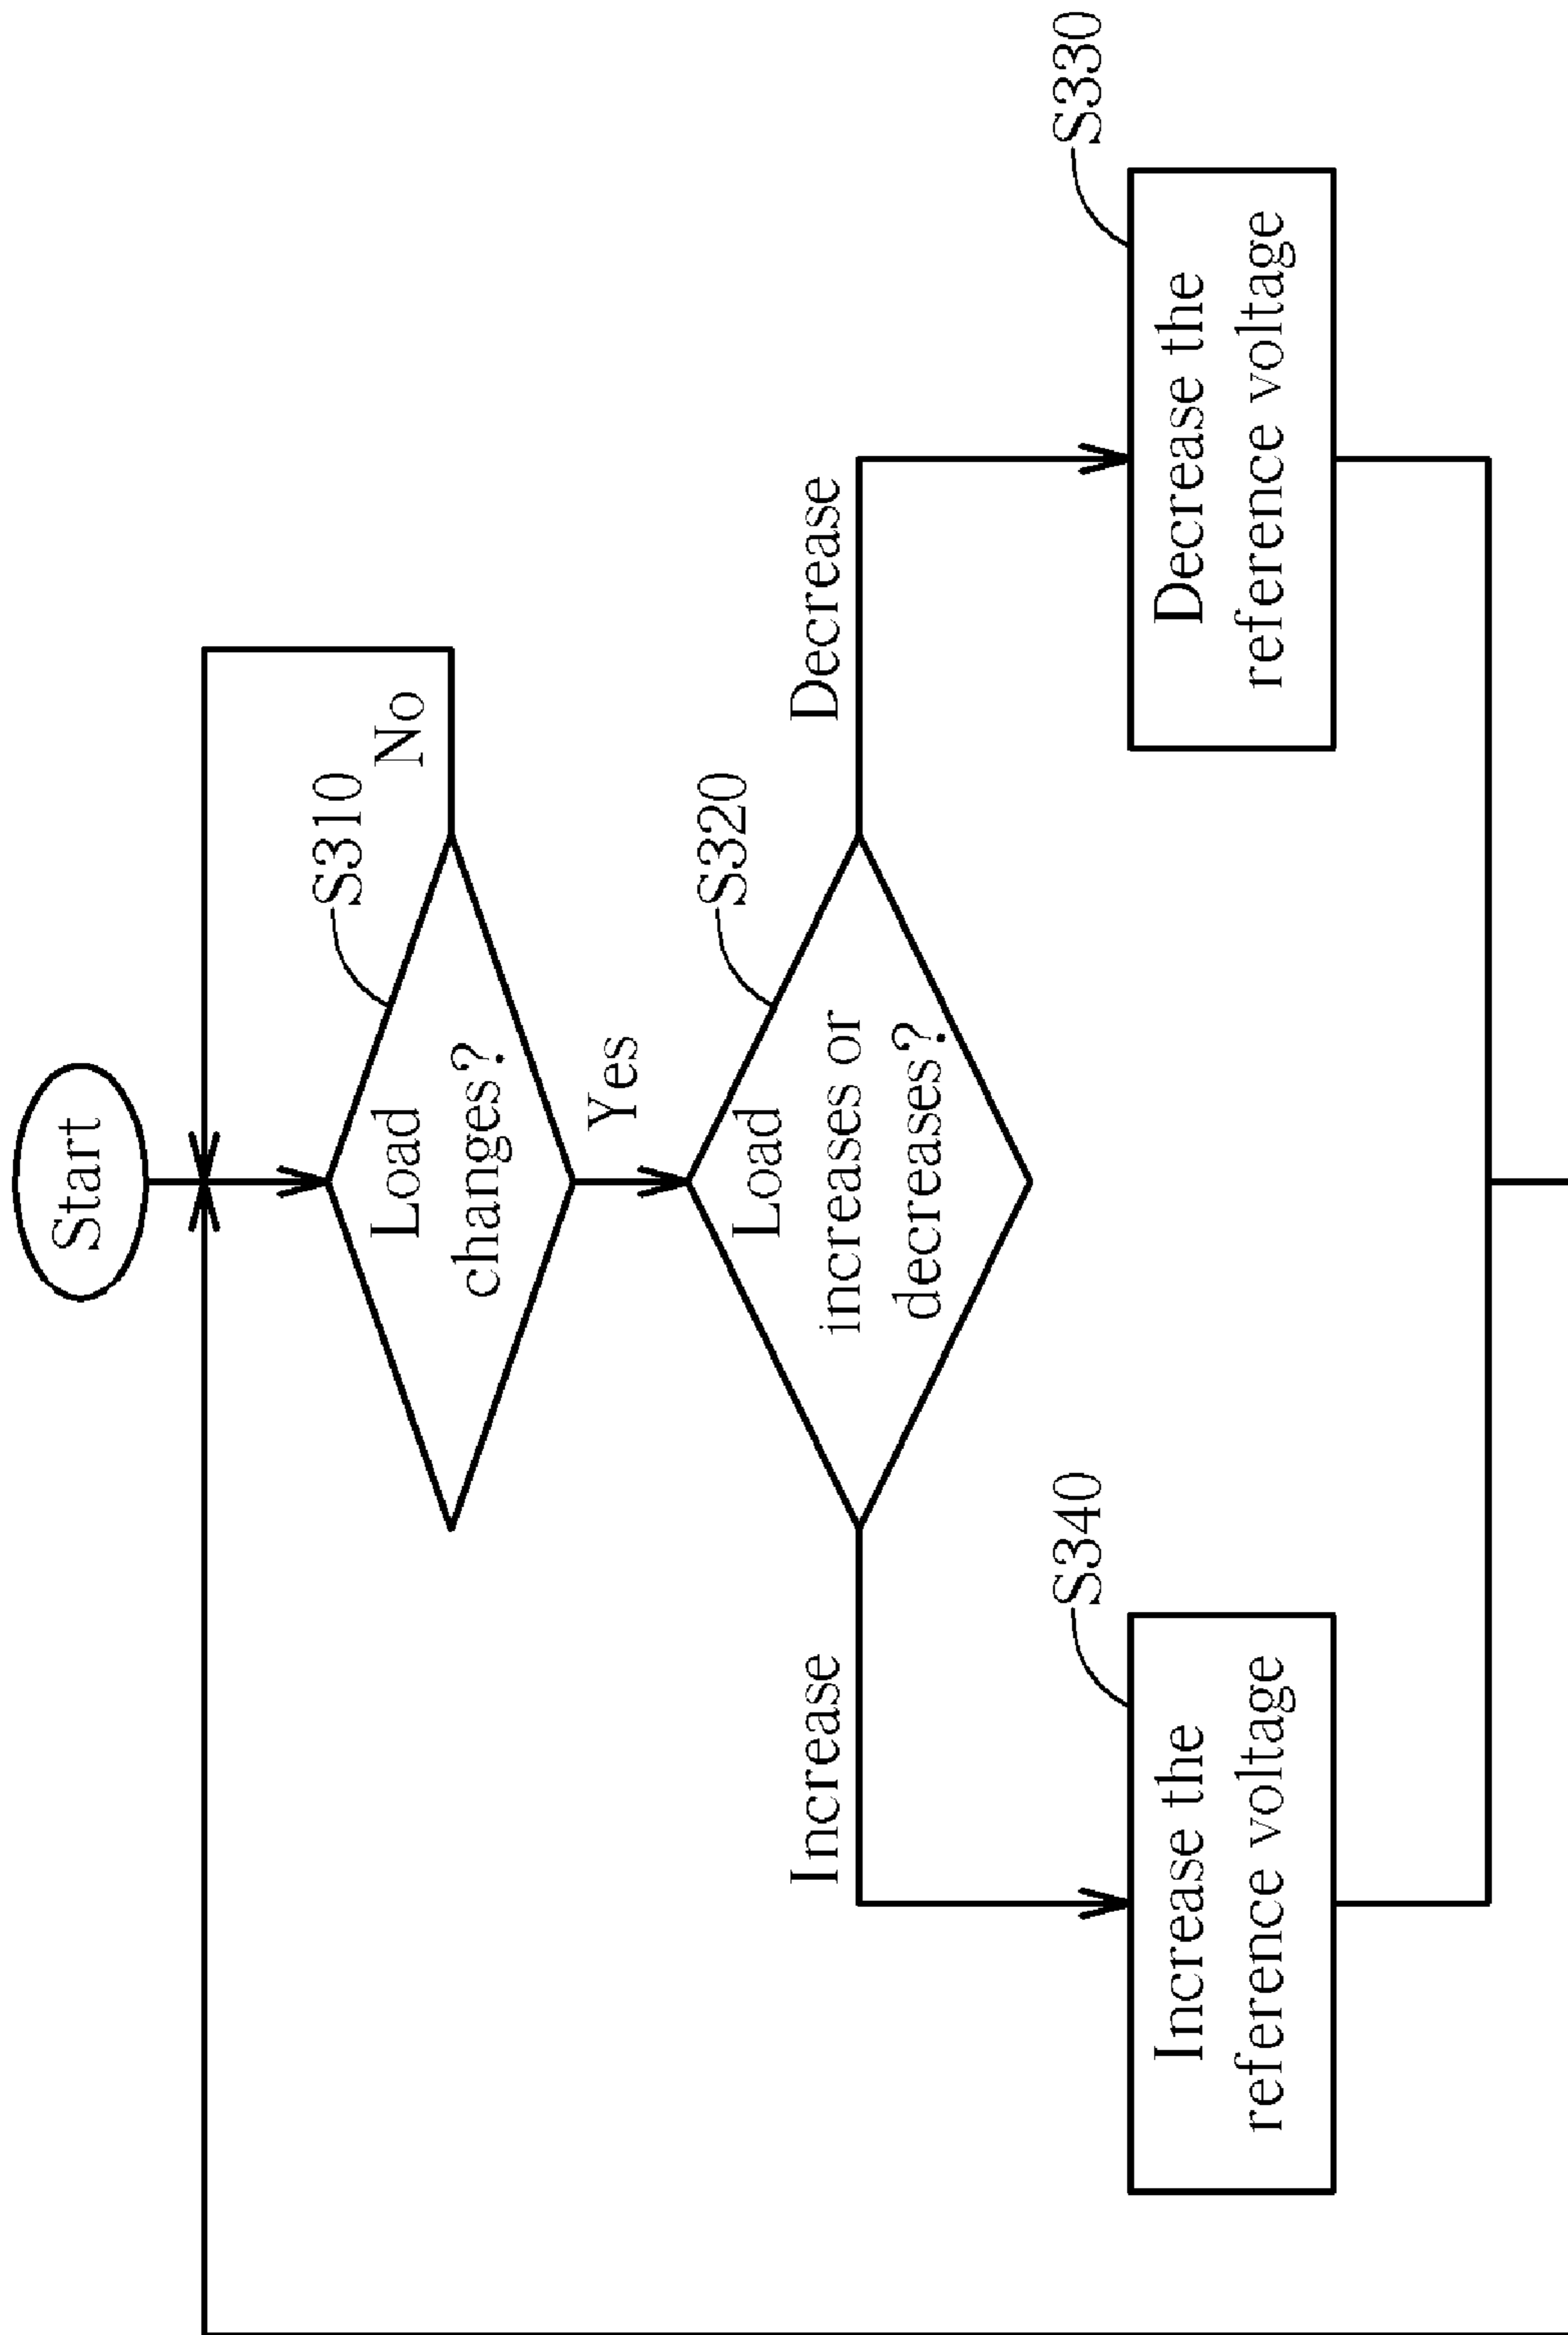 Start
S310
Load
changes?
No
Yes
S320
Load
increases or
decreases?
Increase
Decrease
S340
Increase the
reference voltage
S330
Decrease the
reference voltage